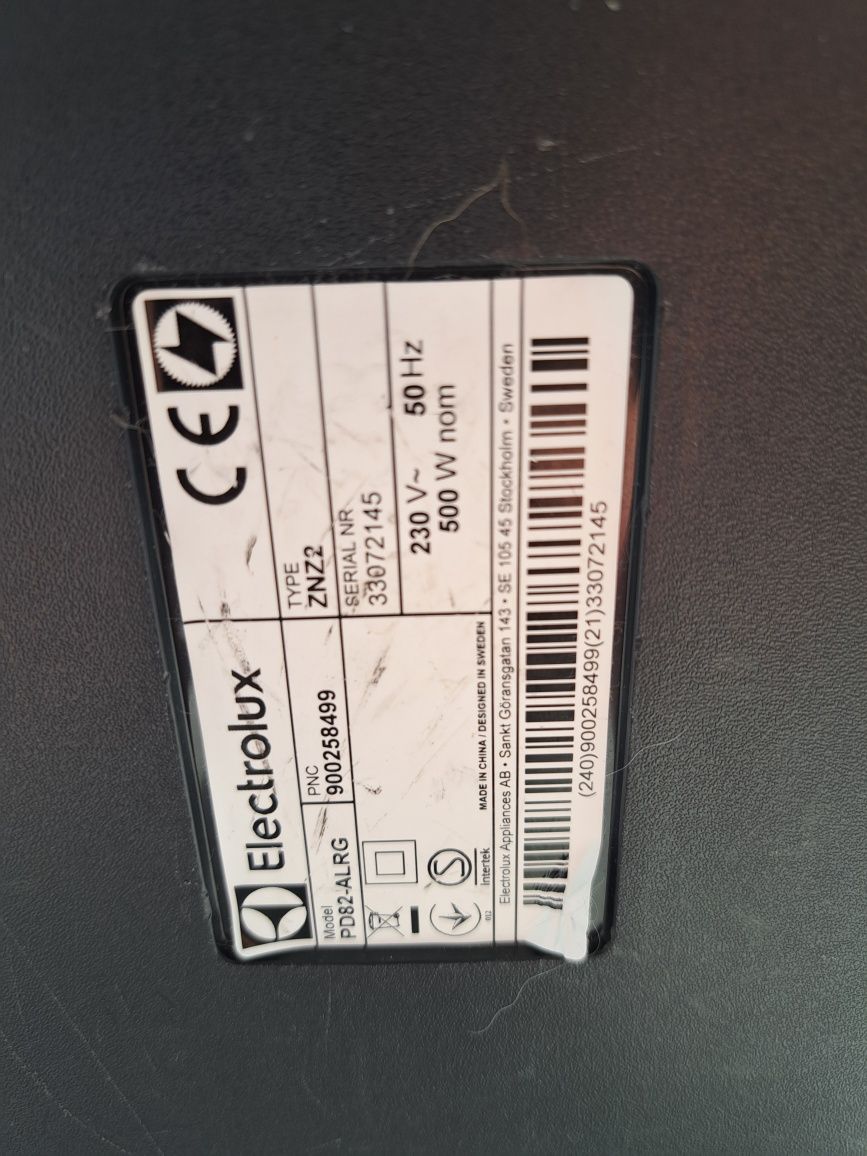 Electrolux
CE
Model
PD82-ALRG
PNC
900258499
TYPE
ZNZ2
SERIAL NR
33072145
230 V~ 50 Hz
500 W nom
S
Intertek
012
MADE IN CHINA / DESIGNED IN SWEDEN
Electrolux Appliances AB • Sankt Göransgatan 143 • SE 105 45 Stockholm • Sweden
(240)900258499(21)33072145